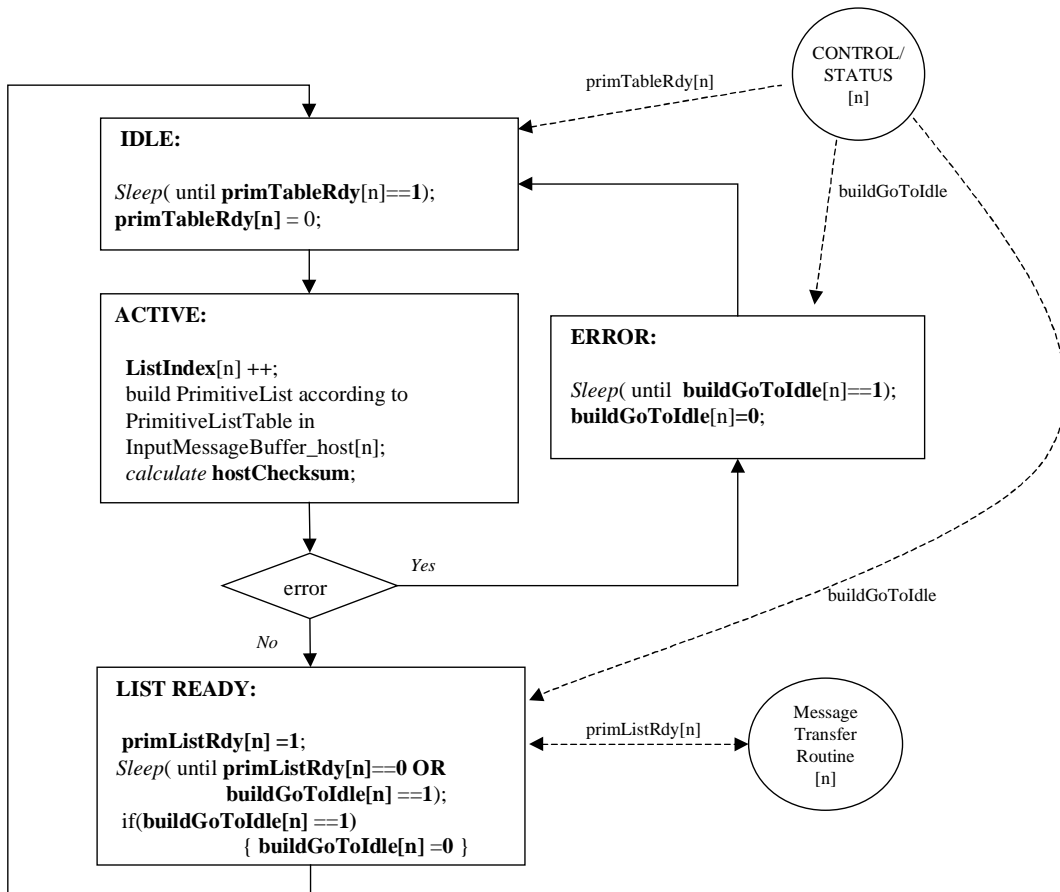 CONTROL/
STATUS
[n]
primTableRdy[n]
IDLE:
Sleep( until primTableRdy[n]==1);
primTableRdy[n] = 0;
buildGoToIdle
ACTIVE:
ListIndex[n] ++;
build PrimitiveList according to
PrimitiveListTable in
InputMessageBuffer_host[n];
calculate hostChecksum;
ERROR:
Sleep( until buildGoToIdle[n]==1);
buildGoToIdle[n]=0;
error
Yes
No
buildGoToIdle
LIST READY:
primListRdy[n] =1;
Sleep( until primListRdy[n]==0 OR
buildGoToIdle[n] ==1);
if(buildGoToIdle[n] ==1)
{ buildGoToIdle[n] =0 }
primListRdy[n]
Message
Transfer
Routine
[n]